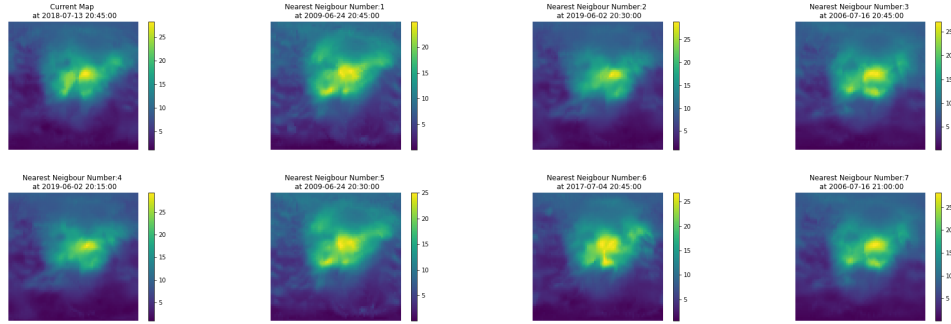 Current Map
at 2018-07-13 20:45:00
25
20
15
10
5
Nearest Neigbour Number:1
at 2009-06-24 20:45:00
20
15
10
5
Nearest Neigbour Number:2
at 2019-06-02 20:30:00
25
20
15
10
5
Nearest Neigbour Number:3
at 2006-07-16 20:45:00
25
20
15
10
5
Nearest Neigbour Number:4
at 2019-06-02 20:15:00
25
20
15
10
5
Nearest Neigbour Number:5
at 2009-06-24 20:30:00
25
20
15
10
5
Nearest Neigbour Number:6
at 2017-07-04 20:45:00
25
20
15
10
5
Nearest Neigbour Number:7
at 2006-07-16 21:00:00
25
20
15
10
5